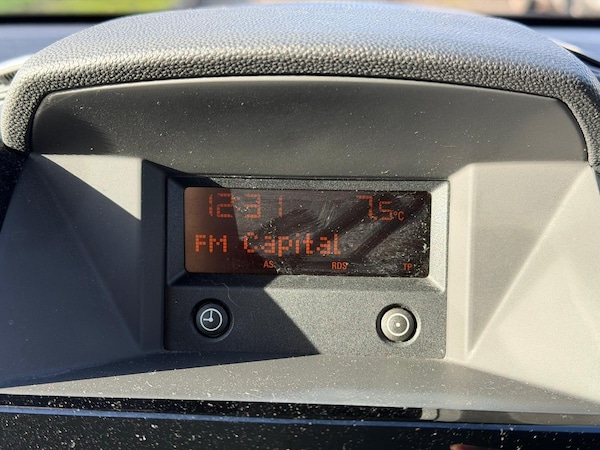 12:31 7.5°C
FM Capital
AS RDS TP